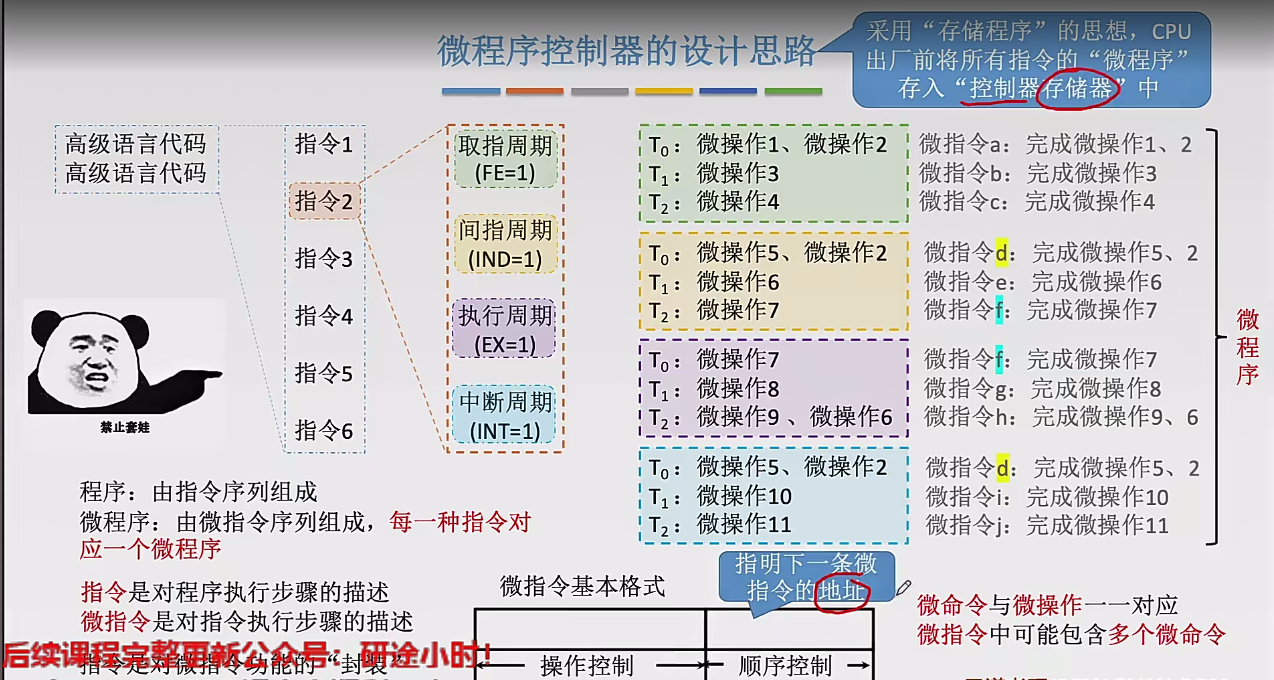 微程序控制器的设计思路
采用“存储程序”的思想，CPU
出厂前将所有指令的“微程序”
存入“控制器存储器”中
高级语言代码
高级语言代码
指令1
指令2
指令3
指令4
指令5
指令6
取指周期
(FE=1)
间指周期
(IND=1)
执行周期
(EX=1)
中断周期
(INT=1)
T0：微操作1、微操作2
T1：微操作3
T2：微操作4
T0：微操作5、微操作2
T1：微操作6
T2：微操作7
T0：微操作7
T1：微操作8
T2：微操作9 、微操作6
T0：微操作5、微操作2
T1：微操作10
T2：微操作11
微指令a：完成微操作1、2
微指令b：完成微操作3
微指令c：完成微操作4
微指令d：完成微操作5、2
微指令e：完成微操作6
微指令f：完成微操作7
微指令f：完成微操作7
微指令g：完成微操作8
微指令h：完成微操作9、6
微指令d：完成微操作5、2
微指令i：完成微操作10
微指令j：完成微操作11
微程序
禁止套娃
程序：由指令序列组成
微程序：由微指令序列组成，每一种指令对
应一个微程序
指令是对程序执行步骤的描述
微指令是对指令执行步骤的描述
指令是对微指令功能的“封装”
后续课程完整更新公众号：研途小时!
微指令基本格式
指明下一条微
指令的地址
操作控制
顺序控制
微命令与微操作一一对应
微指令中可能包含多个微命令